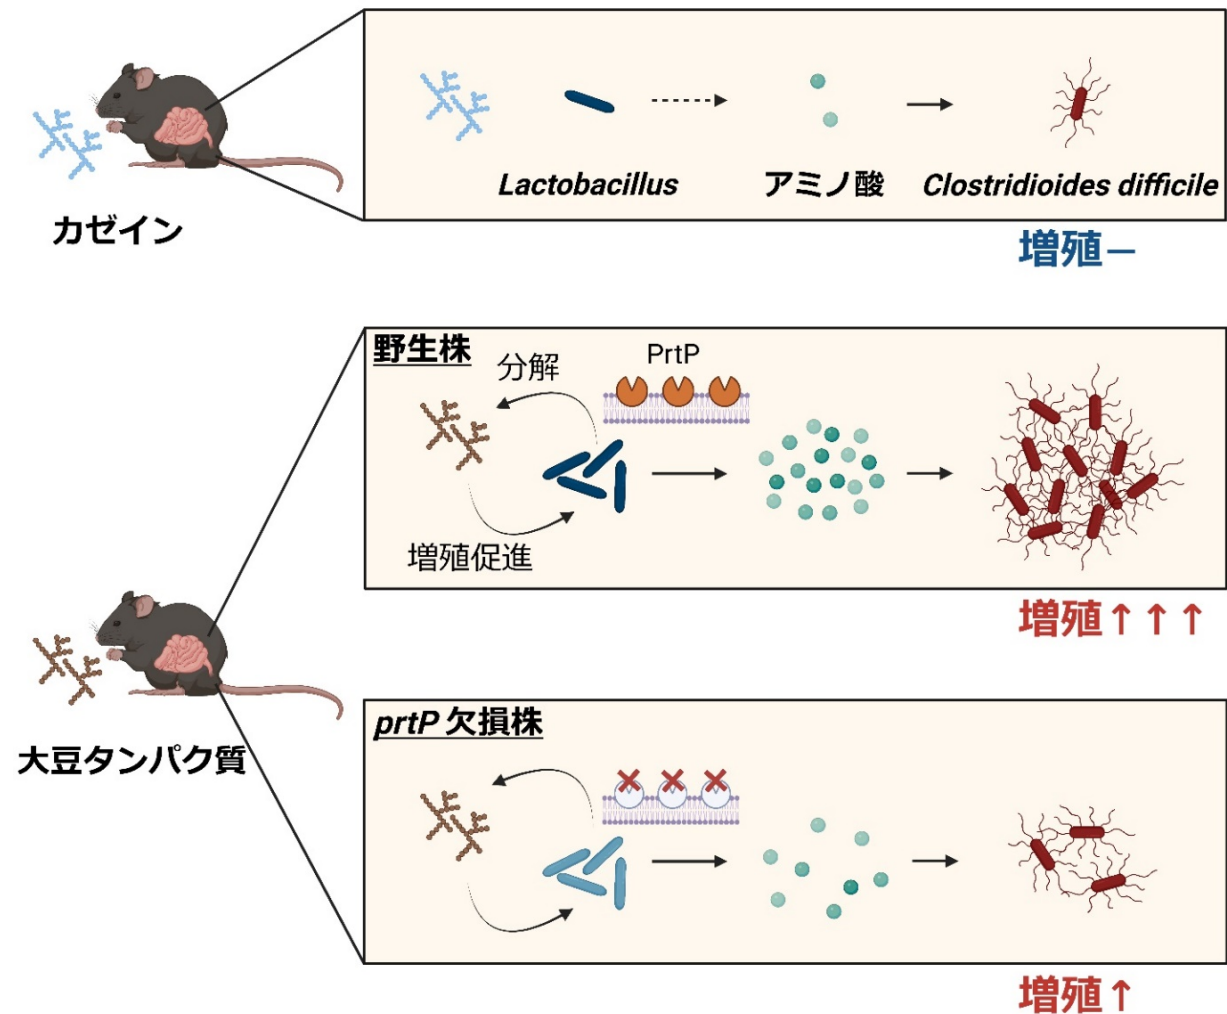 カゼイン
Lactobacillus
アミノ酸
Clostridioides difficile
増殖－
野生株
分解
PrtP
増殖促進
増殖↑↑↑
大豆タンパク質
prtP 欠損株
増殖↑